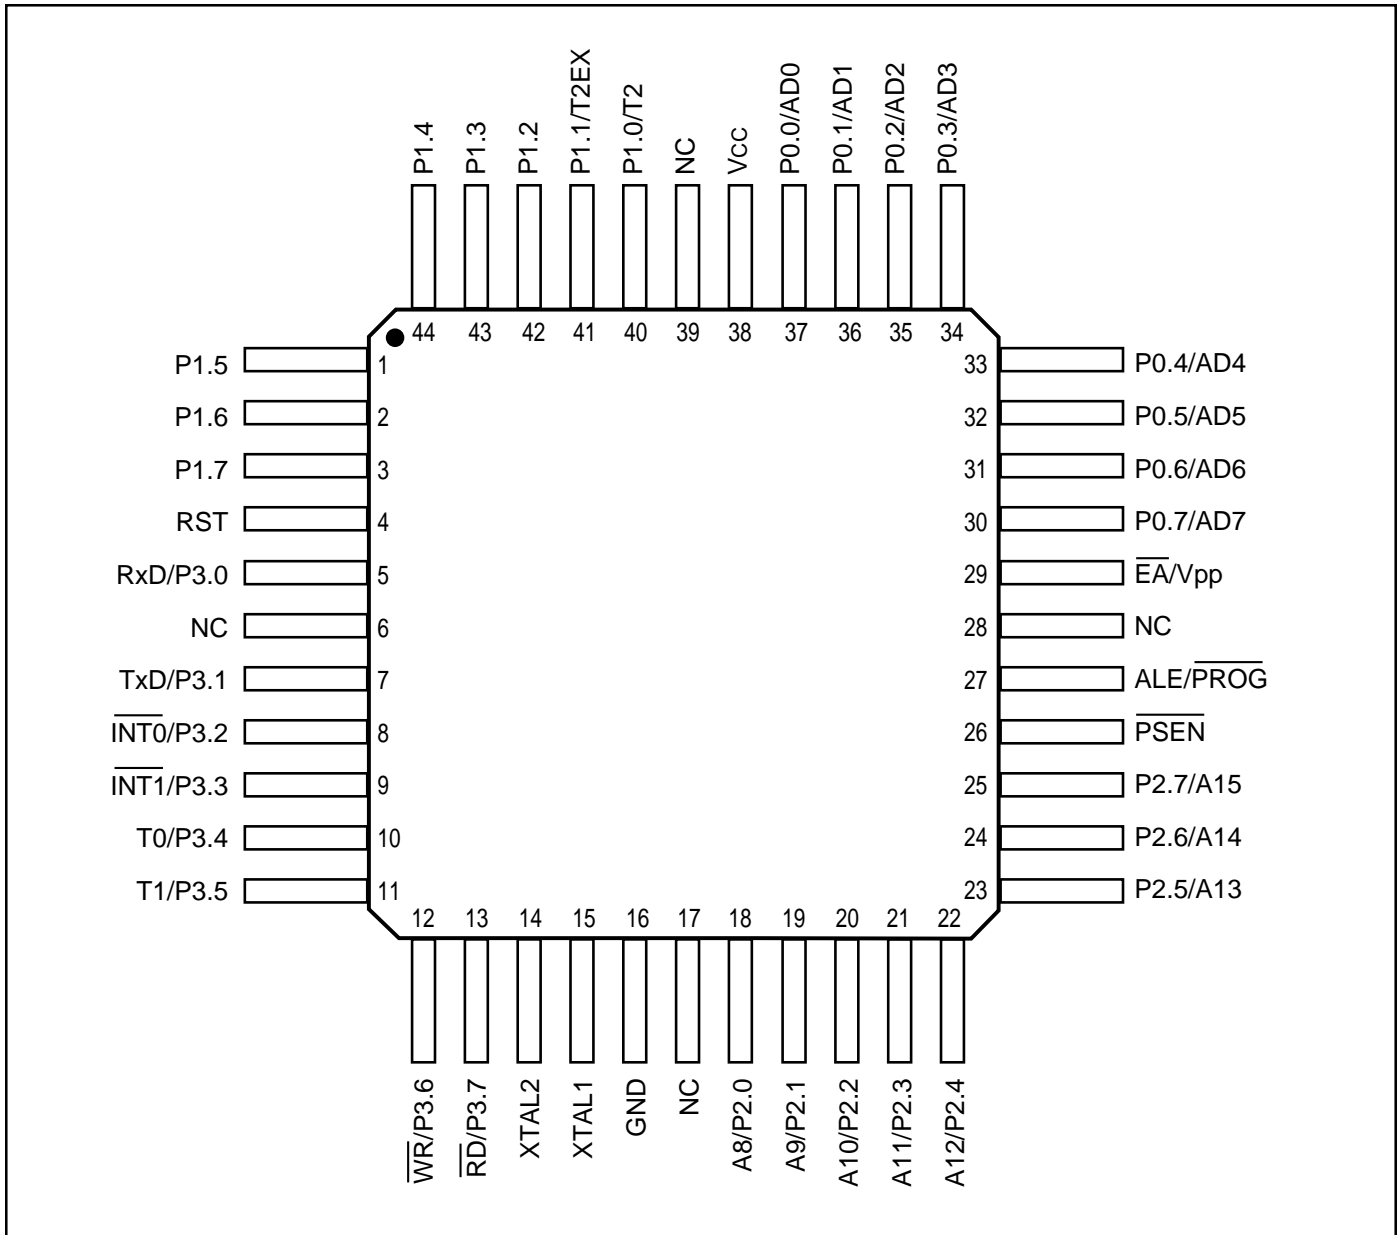 P1.4
P1.3
P1.2
P1.1/T2EX
P1.0/T2
NC
VCC
P0.0/AD0
P0.1/AD1
P0.2/AD2
P0.3/AD3
44 43 42 41 40 39 38 37 36 35 34
P1.5 1 33 P0.4/AD4
P1.6 2 32 P0.5/AD5
P1.7 3 31 P0.6/AD6
RST 4 30 P0.7/AD7
RxD/P3.0 5 29 E̅A̅/Vpp
NC 6 28 NC
TxD/P3.1 7 27 ALE/P̅R̅O̅G̅
I̅N̅T̅0̅/P3.2 8 26 P̅S̅E̅N̅
I̅N̅T̅1̅/P3.3 9 25 P2.7/A15
T0/P3.4 10 24 P2.6/A14
T1/P3.5 11 23 P2.5/A13
12 13 14 15 16 17 18 19 20 21 22
W̅R̅/P3.6
R̅D̅/P3.7
XTAL2
XTAL1
GND
NC
A8/P2.0
A9/P2.1
A10/P2.2
A11/P2.3
A12/P2.4